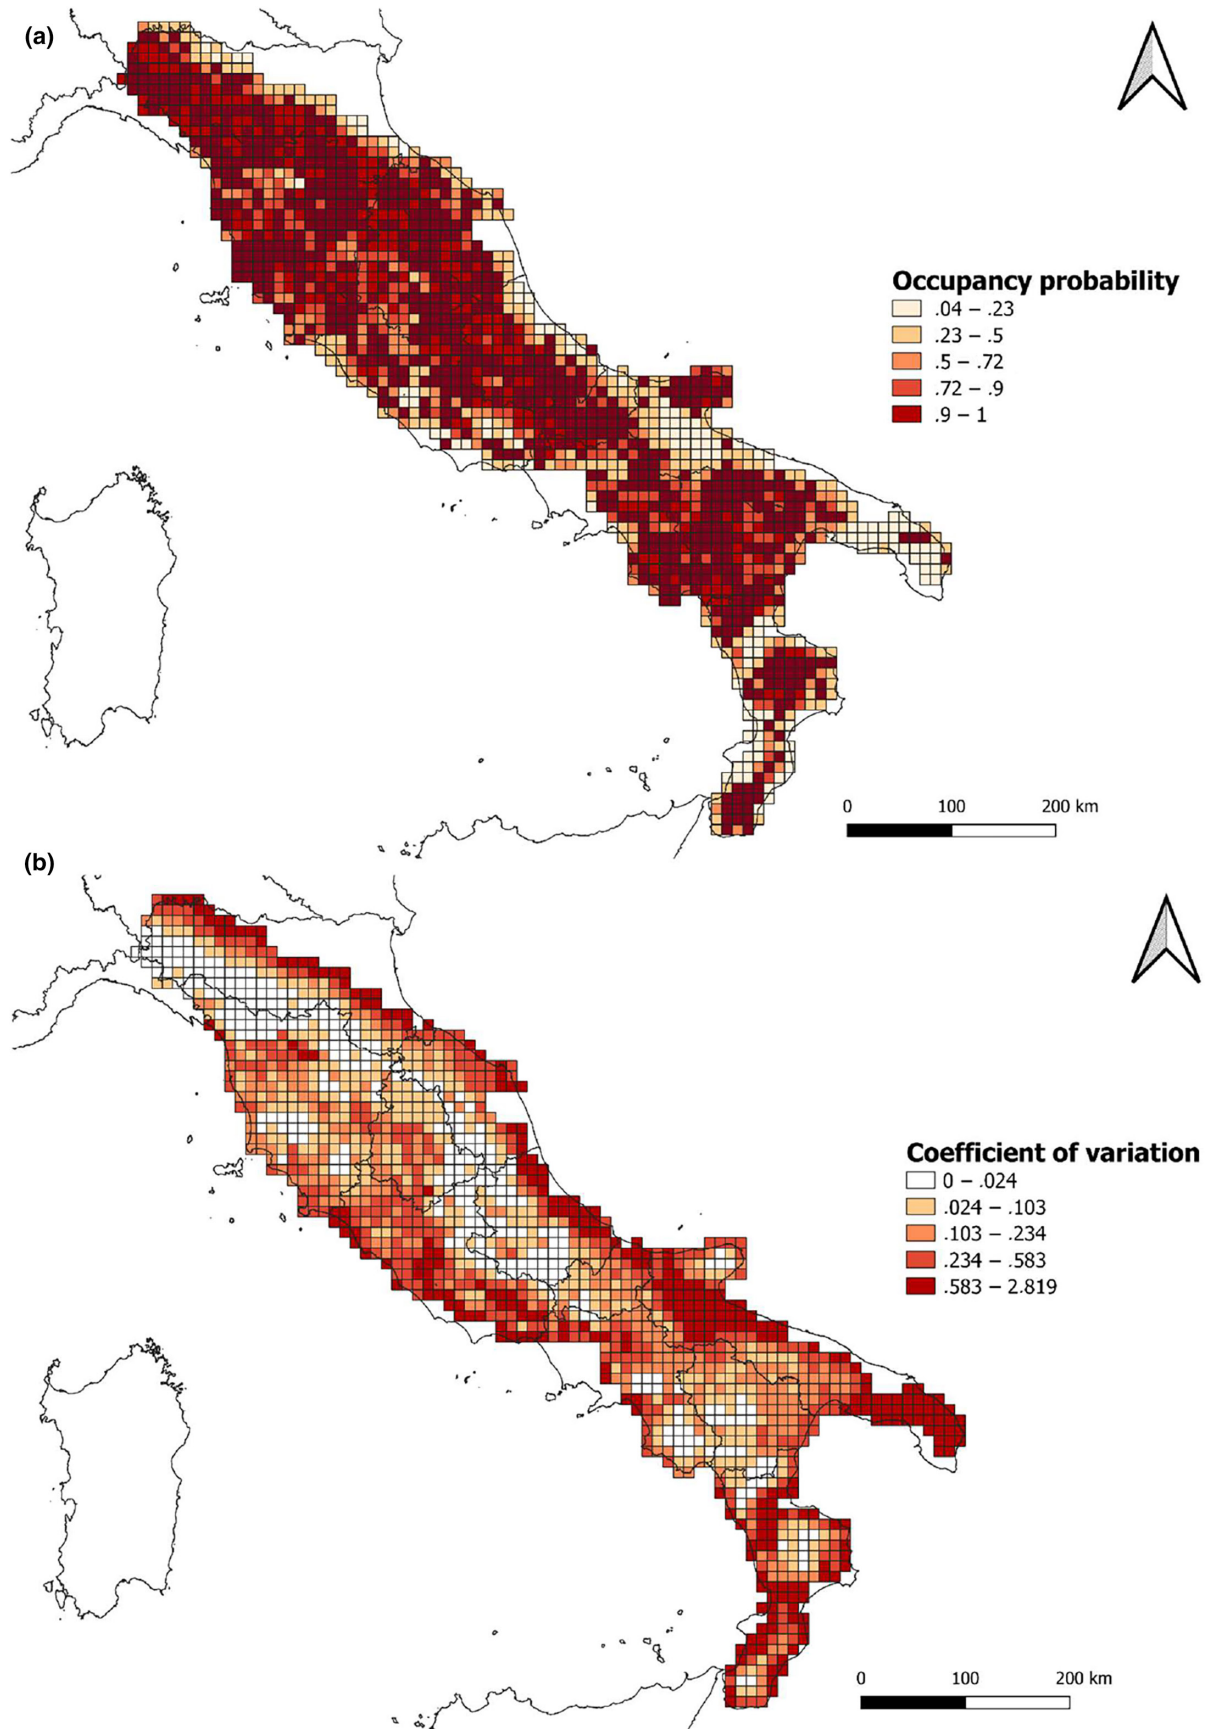 (a)
Occupancy probability
.04 – .23
.23 – .5
.5 – .72
.72 – .9
.9 – 1
0 100 200 km
(b)
Coefficient of variation
0 – .024
.024 – .103
.103 – .234
.234 – .583
.583 – 2.819
0 100 200 km